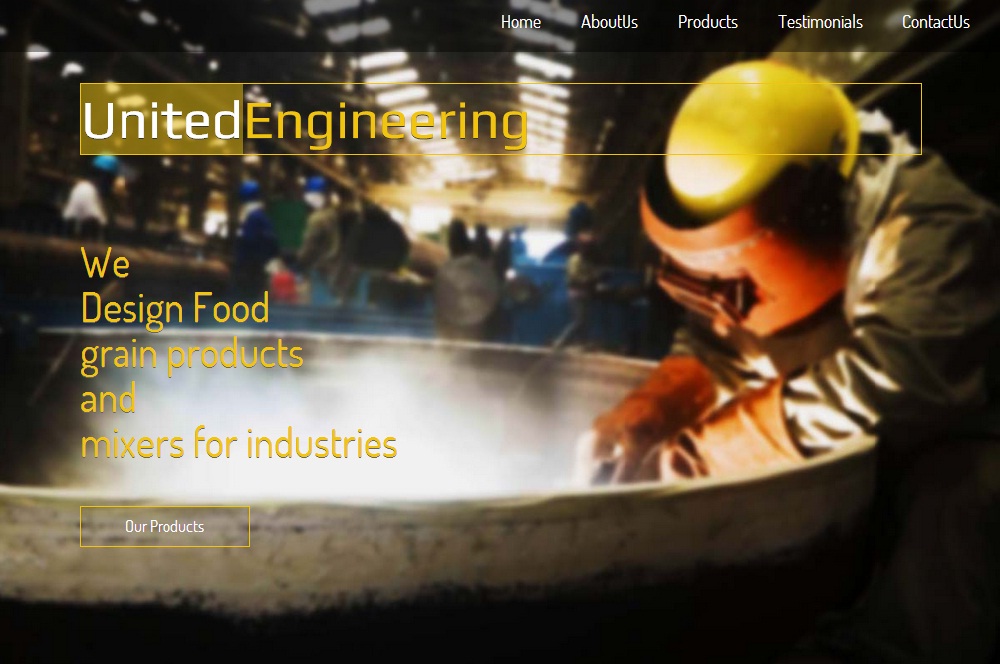 Home AboutUs Products Testimonials ContactUs
UnitedEngineering
We
Design Food
grain products
and
mixers for industries
Our Products